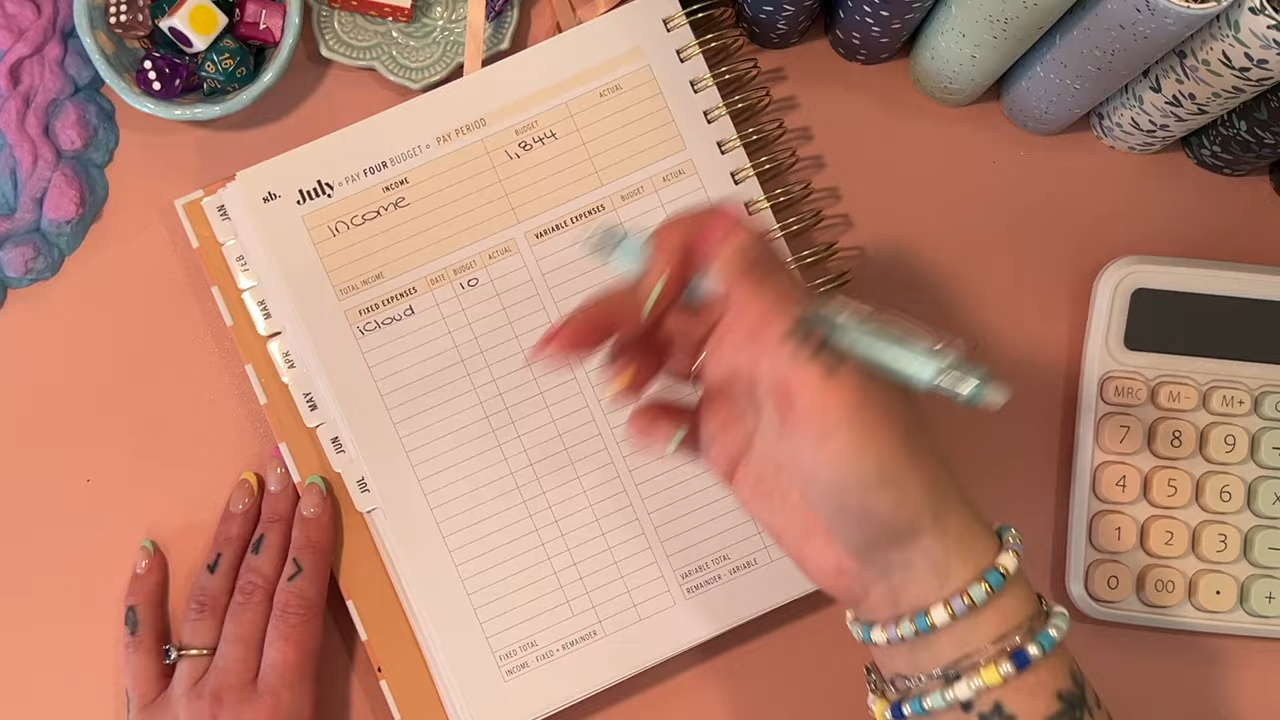 8b. July • PAY FOUR BUDGET • PAY PERIOD
INCOME BUDGET ACTUAL
income 1,844
TOTAL INCOME
FIXED EXPENSES DATE BUDGET ACTUAL
iCloud 10
VARIABLE EXPENSES BUDGET ACTUAL
FIXED TOTAL
INCOME - FIXED = REMAINDER
VARIABLE TOTAL
REMAINDER - VARIABLE
JAN
FEB
MAR
APR
MAY
JUN
JUL
MRC M- M+
7 8 9
4 5 6
1 2 3 −
0 00 • +